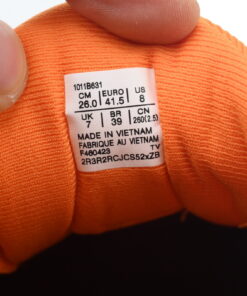 1011B631
CM EURO US
26.0 41.5 8
UK BR CN
7 39 260(2.5)
MADE IN VIETNAM
FABRIQUE AU VIETNAM
F460423 TV
2R3R2RCJCS52xZB